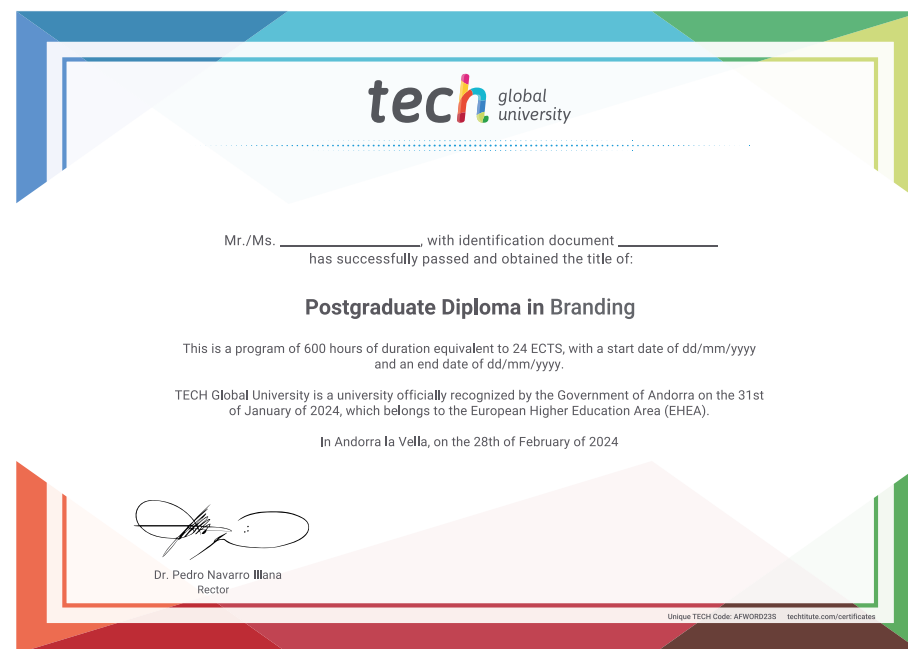 tech global
university
Mr./Ms. ____________________, with identification document ______________
has successfully passed and obtained the title of:
Postgraduate Diploma in Branding
This is a program of 600 hours of duration equivalent to 24 ECTS, with a start date of dd/mm/yyyy
and an end date of dd/mm/yyyy.
TECH Global University is a university officially recognized by the Government of Andorra on the 31st
of January of 2024, which belongs to the European Higher Education Area (EHEA).
In Andorra la Vella, on the 28th of February of 2024
Dr. Pedro Navarro Illana
Rector
Unique TECH Code: AFWORD23S techtitute.com/certificates